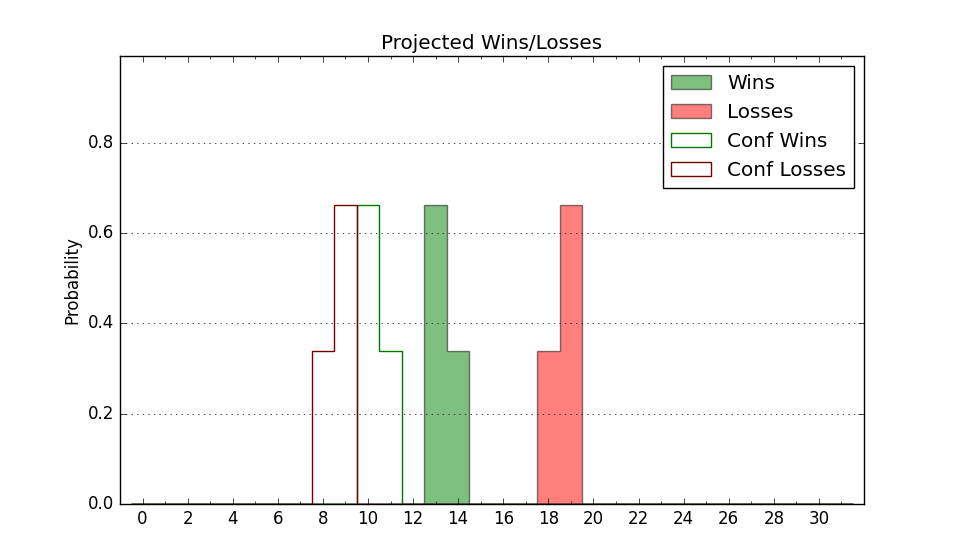 Projected Wins/Losses
Wins
Losses
Conf Wins
Conf Losses
Probability
0.8
0.6
0.4
0.2
0.0
0 2 4 6 8 10 12 14 16 18 20 22 24 26 28 30